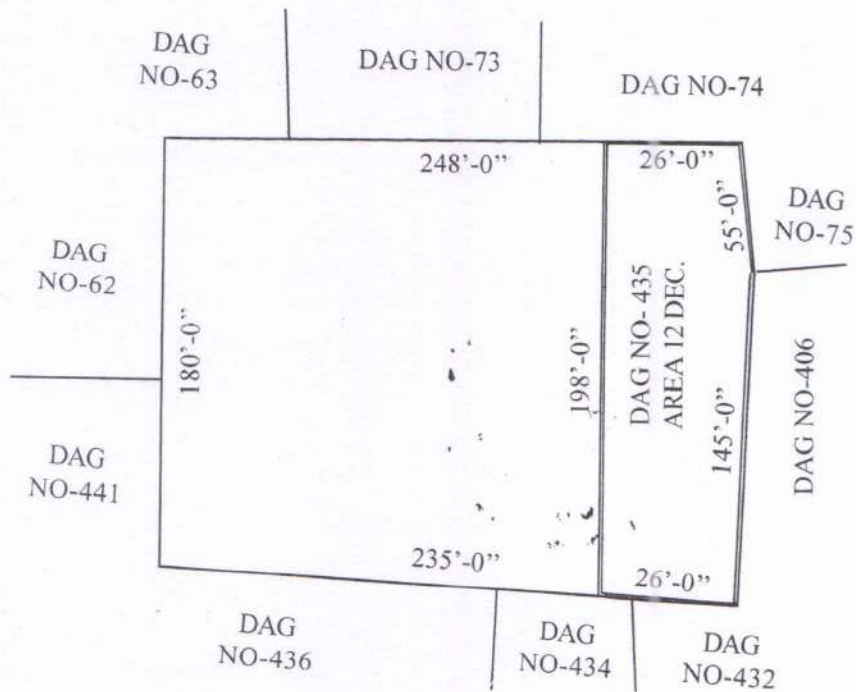 DAG
NO-63
DAG NO-73
DAG NO-74
248'-0"
26'-0"
55'-0"
DAG
NO-75
DAG
NO-62
180'-0"
198'-0"
DAG NO- 435
AREA 12 DEC.
145'-0"
DAG NO-406
DAG
NO-441
235'-0"
26'-0"
DAG
NO-436
DAG
NO-434
DAG
NO-432